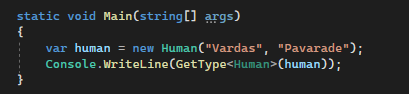 static void Main(string[] args)
{
var human = new Human("Vardas", "Pavarade");
Console.WriteLine(GetType<Human>(human));
}